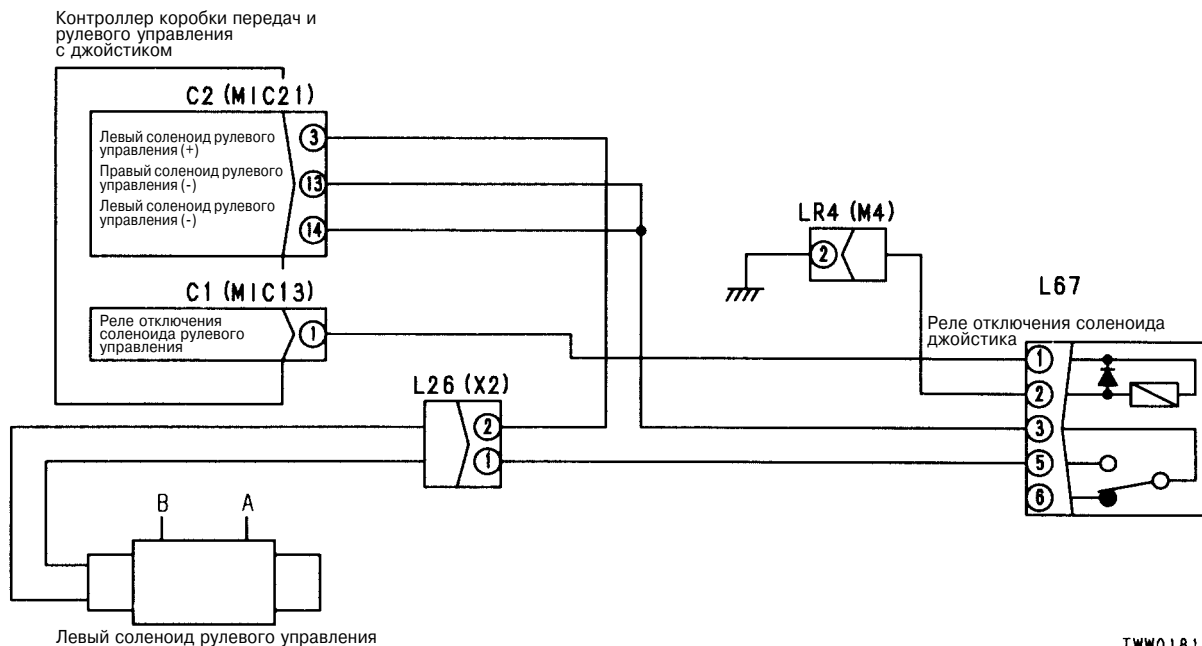 Контроллер коробки передач и
рулевого управления
с джойстиком
C2 (MIC21)
Левый соленоид рулевого
управления (+)
3
Правый соленоид рулевого
управления (-)
13
Левый соленоид рулевого
управления (-)
14
LR4 (M4)
2
C1 (MIC13)
Реле отключения
соленоида рулевого
управления
1
L67
Реле отключения соленоида
джойстика
1
2
3
5
6
L26 (X2)
2
1
B A
Левый соленоид рулевого управления